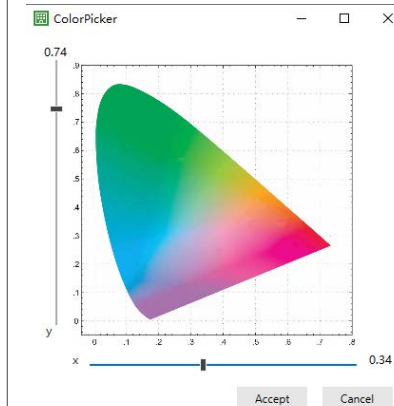 ColorPicker
0.74
.9
.8
.7
.6
.5
.4
.3
.2
.1
0
y
0 .1 .2 .3 .4 .5 .6 .7 .8
x 0.34
Accept Cancel